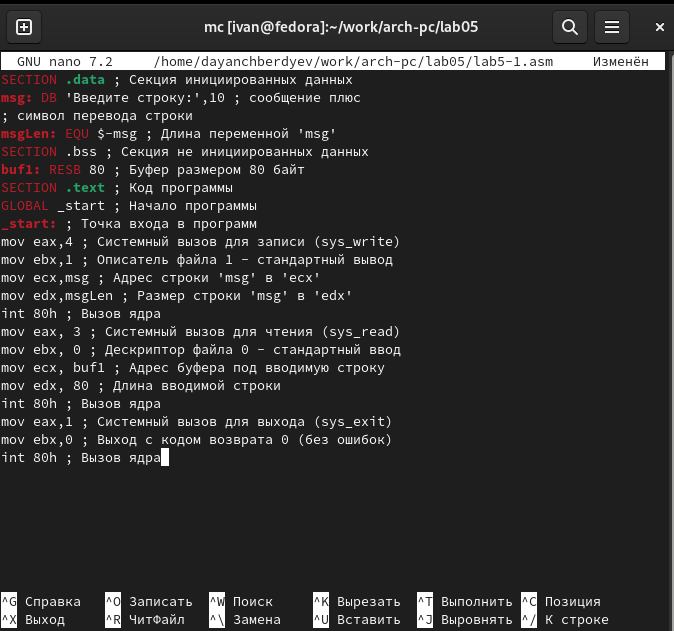 mc [ivan@fedora]:~/work/arch-pc/lab05
GNU nano 7.2 /home/dayanchberdyev/work/arch-pc/lab05/lab5-1.asm Изменён
SECTION .data ; Секция инициированных данных
msg: DB 'Введите строку:',10 ; сообщение плюс
; символ перевода строки
msgLen: EQU $-msg ; Длина переменной 'msg'
SECTION .bss ; Секция не инициированных данных
buf1: RESB 80 ; Буфер размером 80 байт
SECTION .text ; Код программы
GLOBAL _start ; Начало программы
_start: ; Точка входа в программ
mov eax,4 ; Системный вызов для записи (sys_write)
mov ebx,1 ; Описатель файла 1 - стандартный вывод
mov ecx,msg ; Адрес строки 'msg' в 'ecx'
mov edx,msgLen ; Размер строки 'msg' в 'edx'
int 80h ; Вызов ядра
mov eax, 3 ; Системный вызов для чтения (sys_read)
mov ebx, 0 ; Дескриптор файла 0 - стандартный ввод
mov ecx, buf1 ; Адрес буфера под вводимую строку
mov edx, 80 ; Длина вводимой строки
int 80h ; Вызов ядра
mov eax,1 ; Системный вызов для выхода (sys_exit)
mov ebx,0 ; Выход с кодом возврата 0 (без ошибок)
int 80h ; Вызов ядра
^G Справка ^O Записать ^W Поиск ^K Вырезать ^T Выполнить ^C Позиция
^X Выход ^R ЧитФайл ^\ Замена ^U Вставить ^J Выровнять ^/ К строке